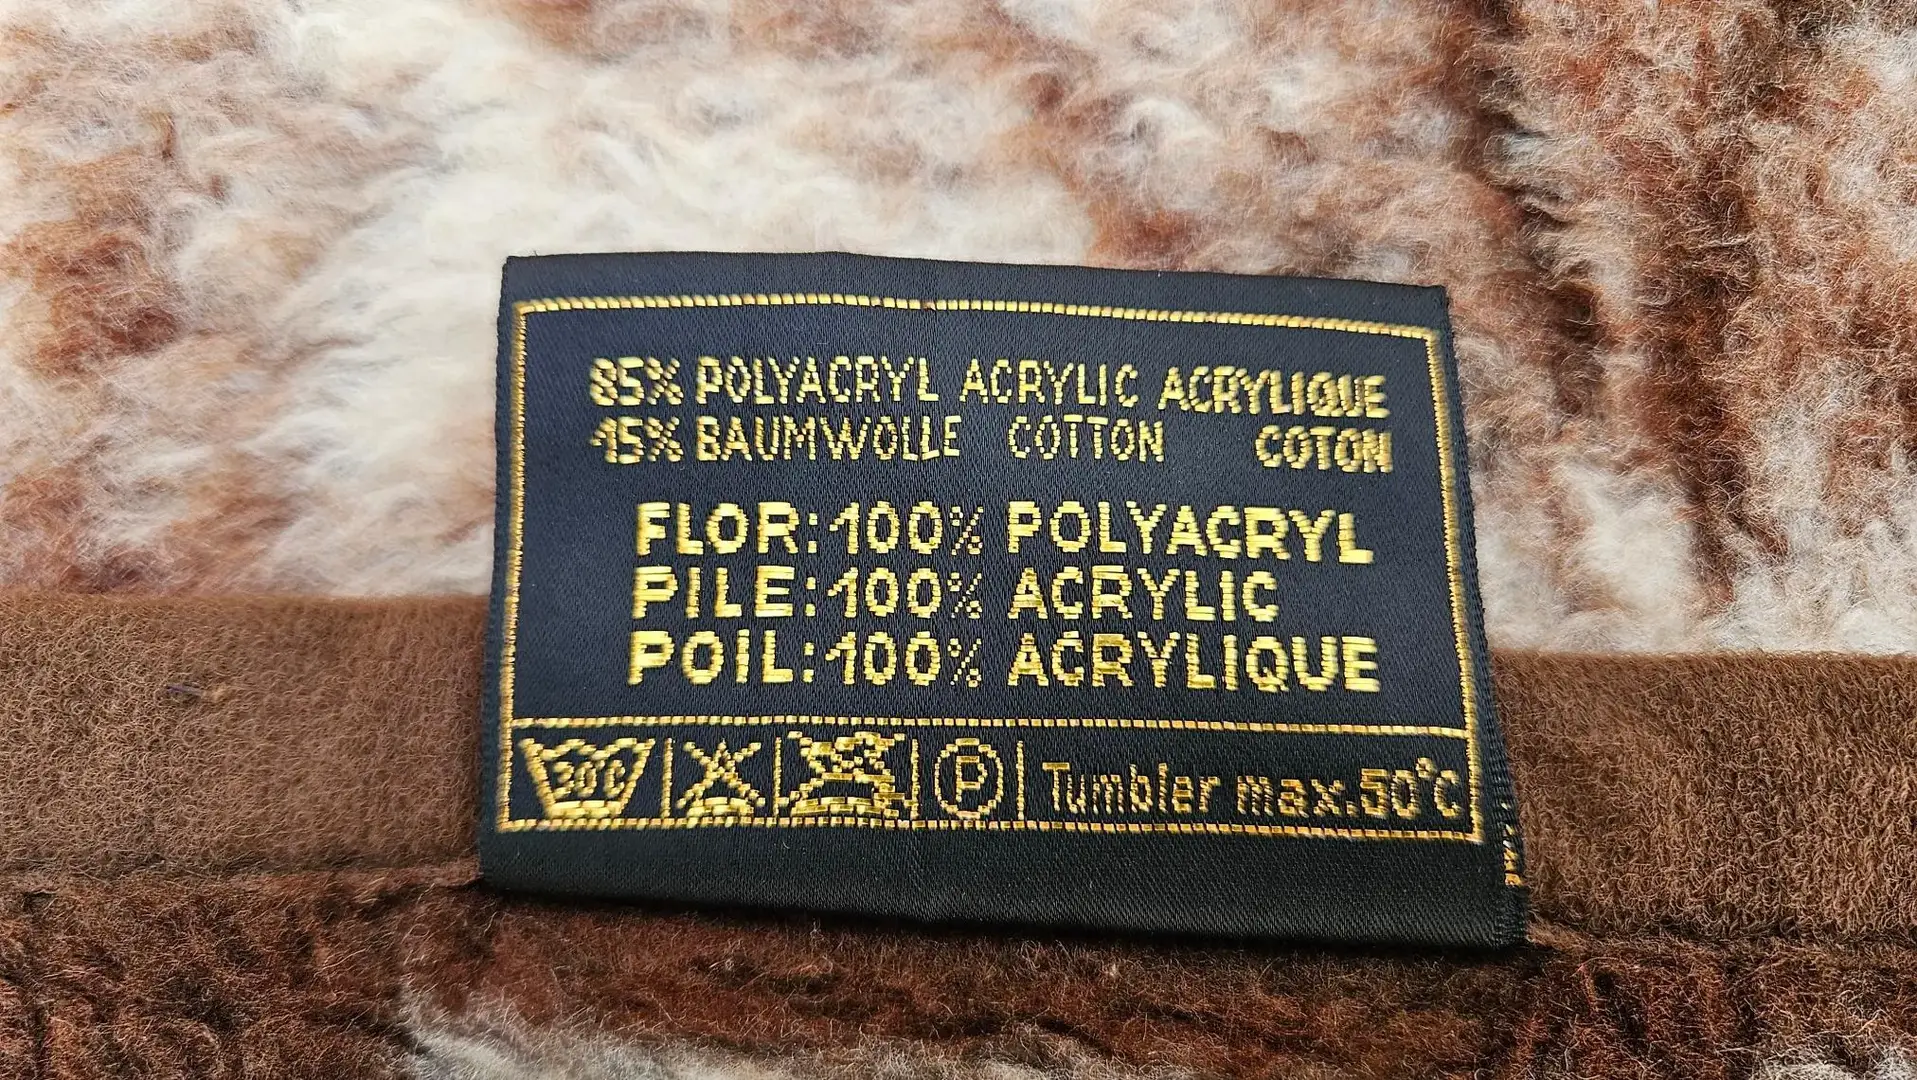 85% POLYACRYL ACRYLIC ACRYLIQUE
15% BAUMWOLLE COTTON COTON
FLOR: 100% POLYACRYL
PILE: 100% ACRYLIC
POIL: 100% ACRYLIQUE
30°C P Tumbler max. 50°C